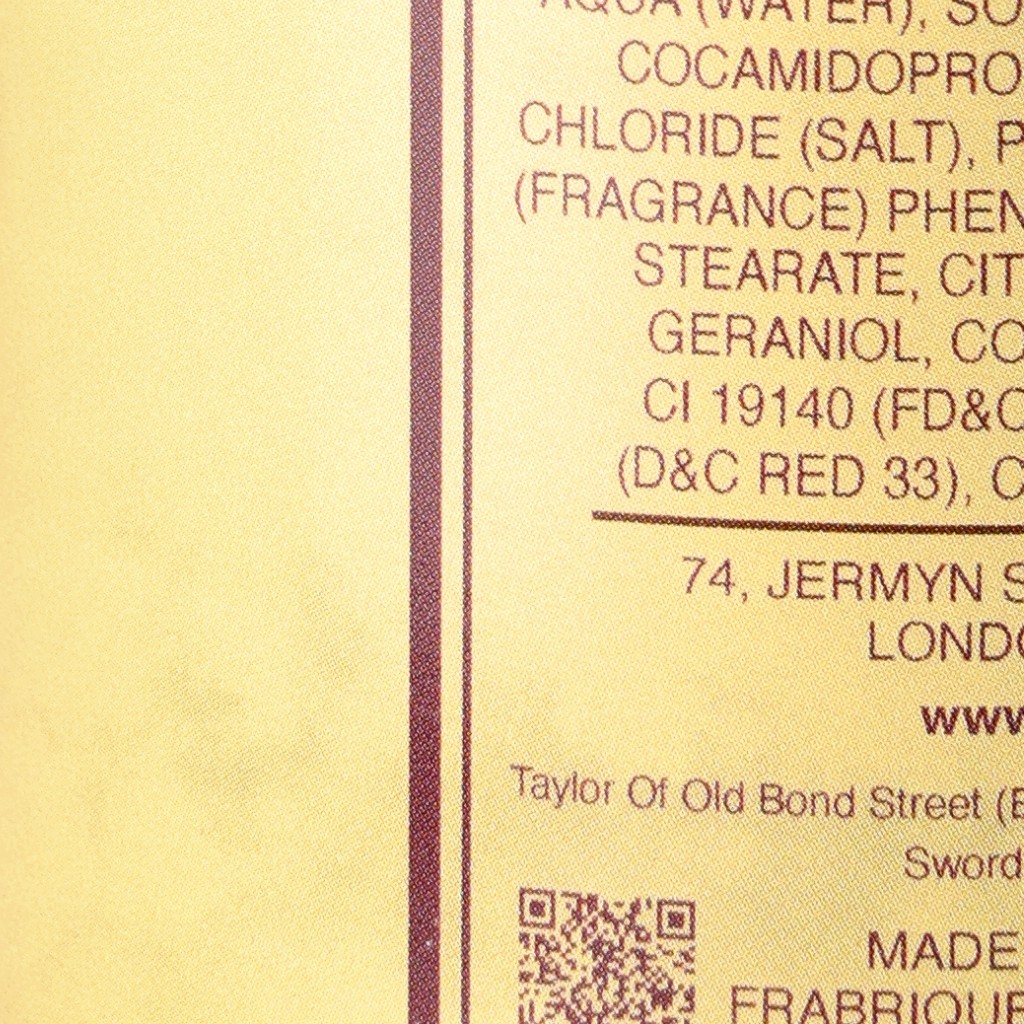 AQUA (WATER), SO
COCAMIDOPRO
CHLORIDE (SALT), P
(FRAGRANCE) PHEN
STEARATE, CIT
GERANIOL, CO
CI 19140 (FD&C
(D&C RED 33), C
74, JERMYN S
LONDO
www
Taylor Of Old Bond Street (E
Sword
MADE
FRABRIQUE